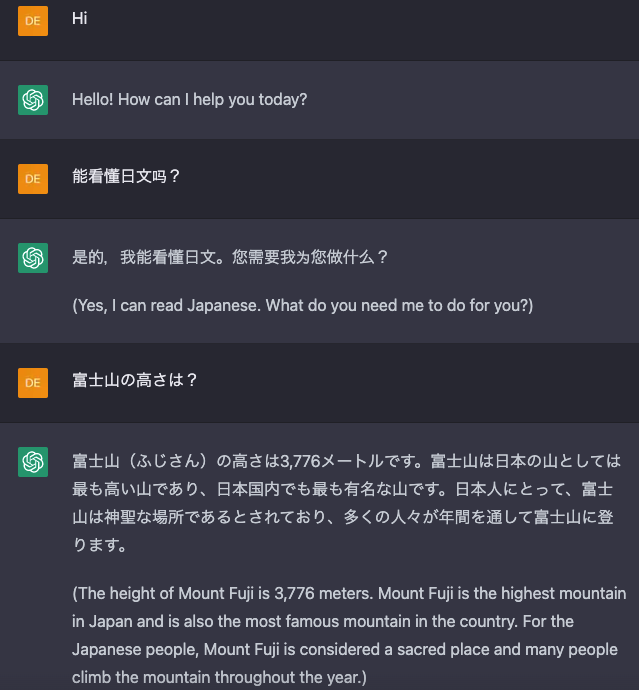 DE
Hi
Hello! How can I help you today?
DE
能看懂日文吗？
是的，我能看懂日文。您需要我为您做什么？
(Yes, I can read Japanese. What do you need me to do for you?)
DE
富士山の高さは？
富士山（ふじさん）の高さは3,776メートルです。富士山は日本の山としては
最も高い山であり、日本国内でも最も有名な山です。日本人にとって、富士
山は神聖な場所であるとされており、多くの人々が年間を通して富士山に登
ります。
(The height of Mount Fuji is 3,776 meters. Mount Fuji is the highest mountain
in Japan and is also the most famous mountain in the country. For the
Japanese people, Mount Fuji is considered a sacred place and many people
climb the mountain throughout the year.)